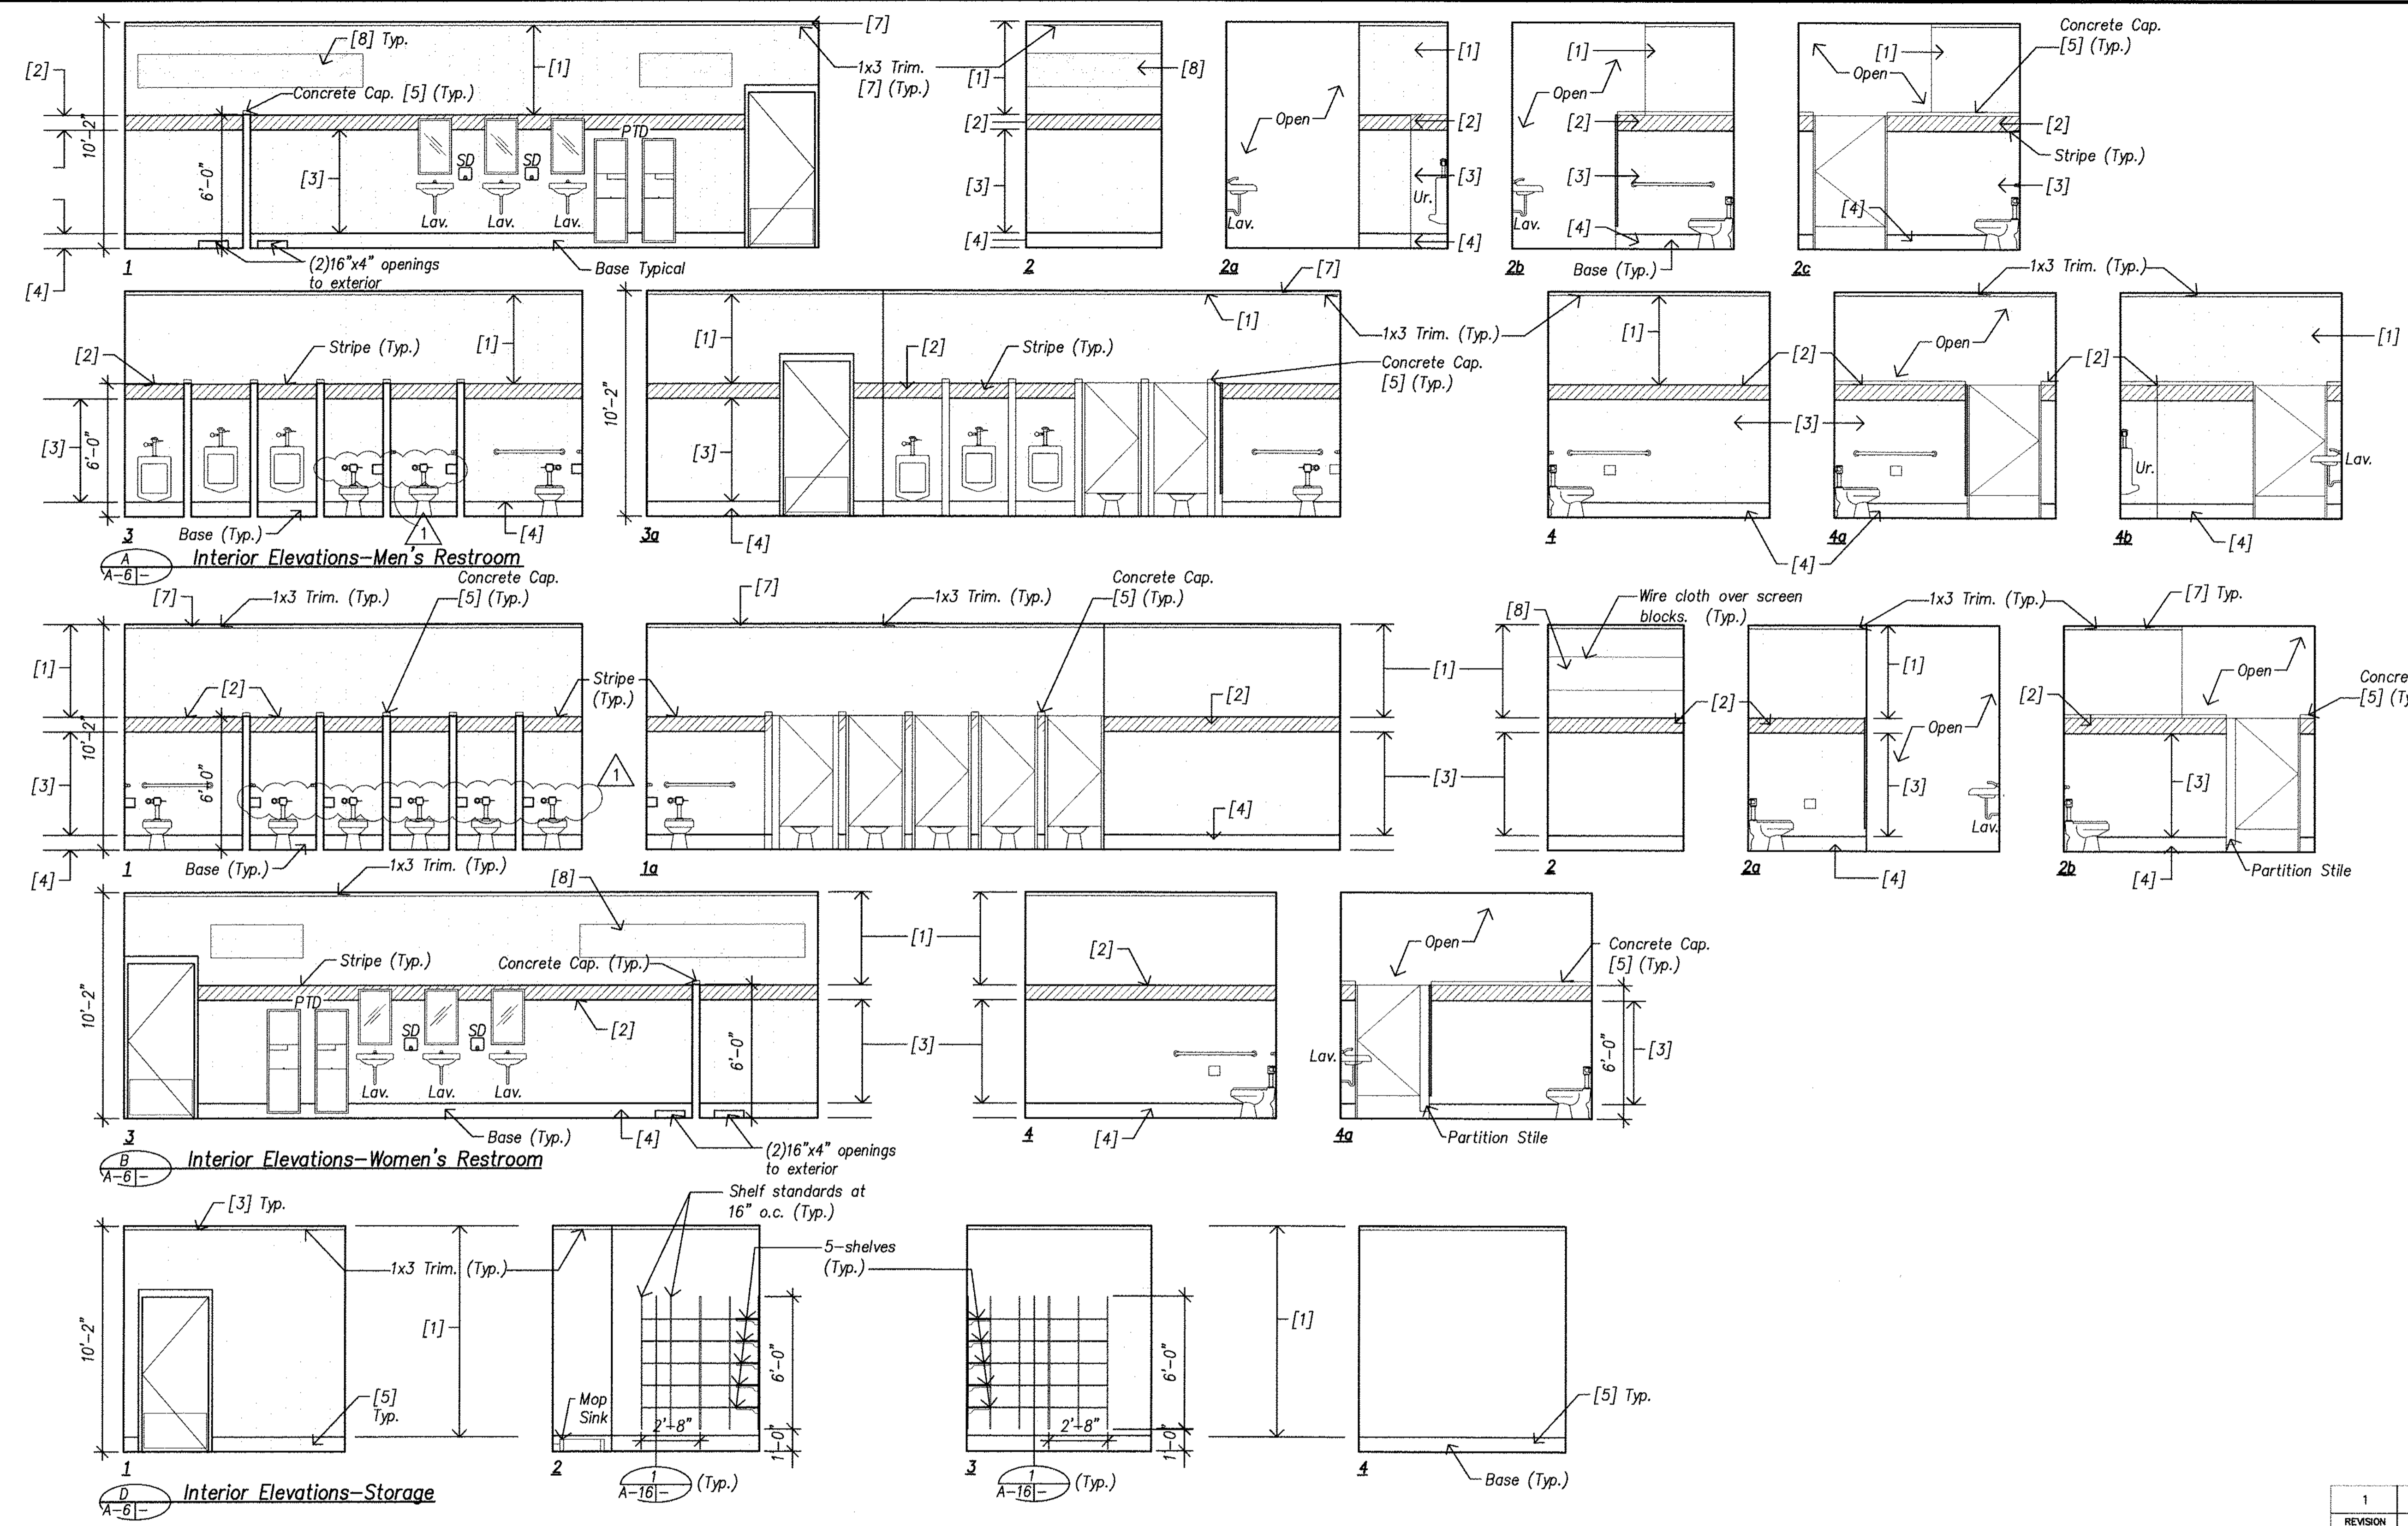 [7]
[8] Typ.
[2]
[1]
1x3 Trim.
[7] (Typ.)
Concrete Cap. [5] (Typ.)
10'-2"
6'-0"
[3]
PTD
SD
SD
Lav.
Lav.
Lav.
(2)16"x4" openings
to exterior
Base Typical
[4]
1
[1]
[8]
[2]
[3]
[4]
2
[1]
Open
[2]
[3]
Ur.
Lav.
[4]
2a
[1]
Open
[2]
[3]
Lav.
[4]
Base (Typ.)
2b
Concrete Cap.
[5] (Typ.)
[1]
Open
[2]
Stripe (Typ.)
[3]
[4]
2c
[2]
Stripe (Typ.)
[1]
[3]
6'-0"
Base (Typ.)
1
[4]
3
[7]
[1]
[1]
1x3 Trim. (Typ.)
[2]
Stripe (Typ.)
Concrete Cap.
[5] (Typ.)
10'-2"
[3]
[4]
3a
1x3 Trim. (Typ.)
[1]
[2]
Open
[2]
[1]
[3]
Ur.
Lav.
4
4a
4b
[4]
[4]
A
A-6 -
Interior Elevations-Men's Restroom
[7]
1x3 Trim. (Typ.)
Concrete Cap.
[5] (Typ.)
[1]
[2]
Stripe
(Typ.)
10'-2"
[3]
6'-0"
1
[4]
Base (Typ.)
1
[7]
1x3 Trim. (Typ.)
Concrete Cap.
[5] (Typ.)
[2]
[4]
1a
[1]
[3]
[8]
Wire cloth over screen
blocks. (Typ.)
[2]
2
1x3 Trim. (Typ.)
[1]
Open
[3]
Lav.
[4]
2a
[7] Typ.
Open
[2]
Concre
[5] (Ty
[3]
[4]
Partition Stile
2b
1x3 Trim. (Typ.)
[8]
Stripe (Typ.)
Concrete Cap. (Typ.)
PTD
SD
SD
[2]
10'-2"
6'-0"
Lav.
Lav.
Lav.
Base (Typ.)
[4]
(2)16"x4" openings
to exterior
3
[1]
[3]
[2]
[4]
4
Open
Concrete Cap.
[5] (Typ.)
Lav.
6'-0"
[3]
Partition Stile
4a
B
A-6 -
Interior Elevations-Women's Restroom
[3] Typ.
1x3 Trim. (Typ.)
10'-2"
[1]
[5]
Typ.
1
Shelf standards at
16" o.c. (Typ.)
5-shelves
(Typ.)
Mop
Sink
2'-8"
6'-0"
1'-0"
2
1
A-16 -
(Typ.)
2'-8"
6'-0"
1'-0"
3
1
A-16 -
(Typ.)
[1]
[5] Typ.
Base (Typ.)
4
D
A-6 -
Interior Elevations-Storage
1
REVISION